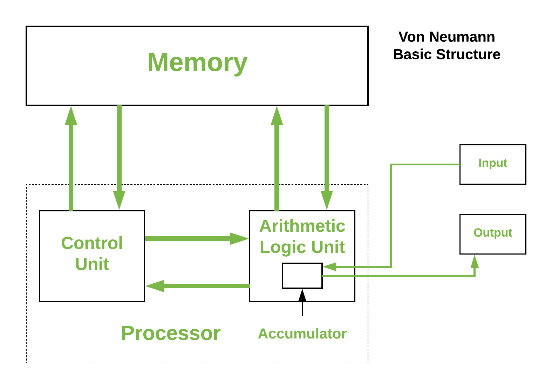 Von Neumann
Basic Structure
Memory
Input
Output
Control
Unit
Arithmetic
Logic Unit
Processor
Accumulator